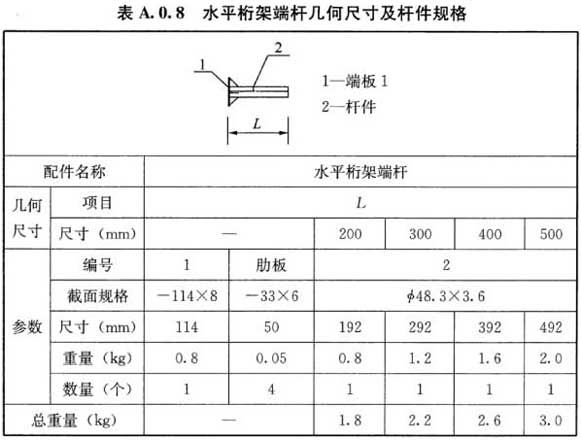 表 A.0.8 水平桁架端杆几何尺寸及杆件规格
1 2
1—端板 1
2—杆件
L
配件名称 水平桁架端杆
几何尺寸 项目 L
尺寸（mm） — 200 300 400 500
参数 编号 1 肋板 2
截面规格 −114×8 −33×6 ϕ48.3×3.6
尺寸（mm） 114 50 192 292 392 492
重量（kg） 0.8 0.05 0.8 1.2 1.6 2.0
数量（个） 1 4 1 1 1 1
总重量（kg） — 1.8 2.2 2.6 3.0